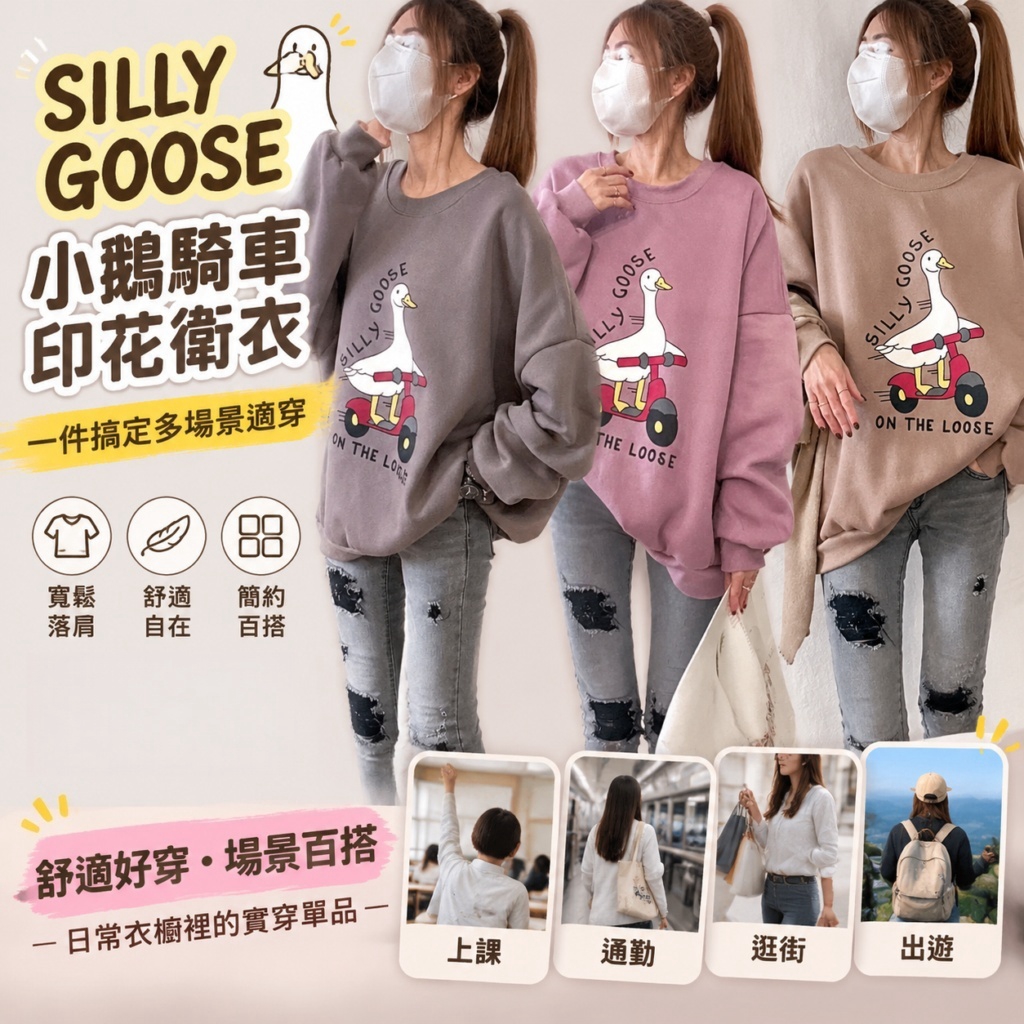 SILLY
GOOSE
小鵝騎車
印花衛衣
一件搞定多場景適穿
寬鬆
落肩
舒適
自在
簡約
百搭
SILLY GOOSE
ON THE LOOSE
SILLY GOOSE
THE LOOSE
SILLY GOOSE
ON THE LOOSE
舒適好穿・場景百搭
日常衣櫥裡的實穿單品
上課
通勤
逛街
出遊